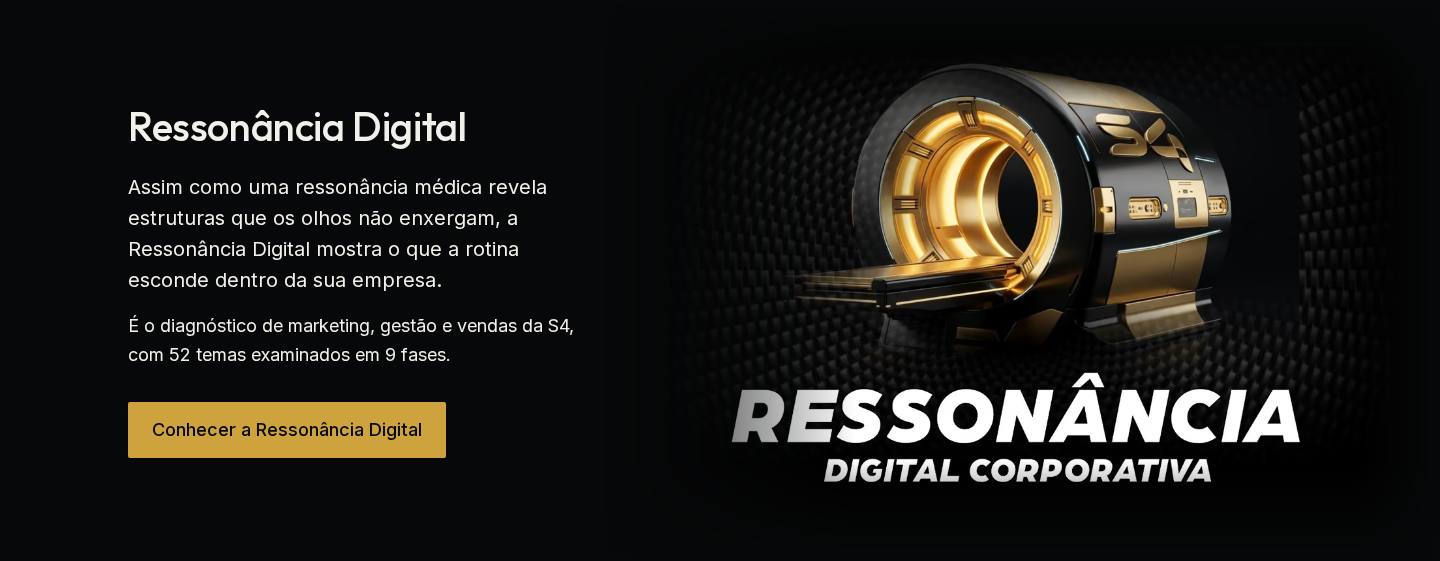 Ressonância Digital
Assim como uma ressonância médica revela
estruturas que os olhos não enxergam, a
Ressonância Digital mostra o que a rotina
esconde dentro da sua empresa.
É o diagnóstico de marketing, gestão e vendas da S4,
com 52 temas examinados em 9 fases.
Conhecer a Ressonância Digital
S4
RESSONÂNCIA
DIGITAL CORPORATIVA